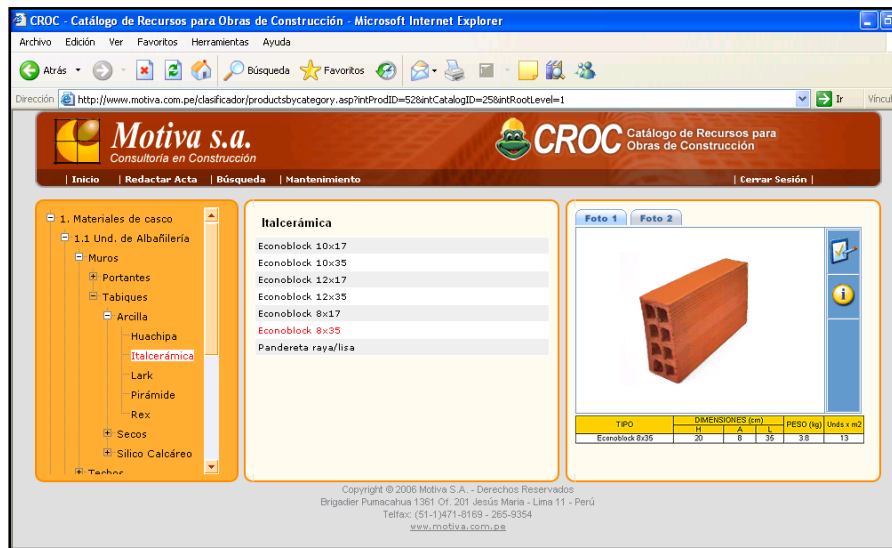 CROC - Catálogo de Recursos para Obras de Construcción - Microsoft Internet Explorer
Archivo Edición Ver Favoritos Herramientas Ayuda
Atrás Búsqueda Favoritos
Dirección http://www.motiva.com.pe/clasificador/productsbycategory.asp?intProdID=528&intCatalogID=25&intRootLevel=1 Ir Víncul
Motiva s.a.
Consultoría en Construcción
CROC Catálogo de Recursos para
Obras de Construcción
| Inicio | Redactar Acta | Búsqueda | Mantenimiento | Cerrar Sesión |
1. Materiales de casco
1.1 Und. de Albañilería
Muros
Portantes
Tabiques
Arcilla
Huachipa
Italcerámica
Lark
Pirámide
Rex
Secos
Silico Calcáreo
Techos
Italcerámica
Econoblock 10x17
Econoblock 10x35
Econoblock 12x17
Econoblock 12x35
Econoblock 8x17
Econoblock 8x35
Pandereta raya/lisa
Foto 1 Foto 2
TIPO DIMENSIONES (cm) PESO (kg) Unds x m2
H A L
Econoblock 8x35 20 8 35 3.8 13
Copyright © 2006 Motiva S.A. - Derechos Reservados
Brigadier Pumacahua 1361 Of. 201 Jesús Maria - Lima 11 - Perú
Telfax: (51-1)471-8169 - 265-9354
www.motiva.com.pe